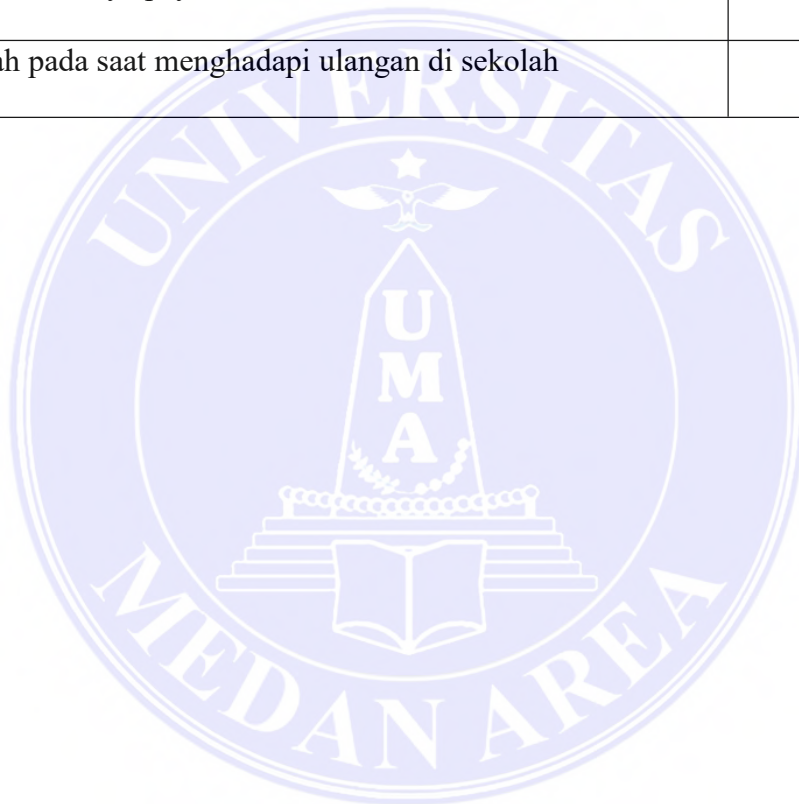 ah pada saat menghadapi ulangan di sekolah
UNIVERSITAS
U
M
A
MEDAN AREA